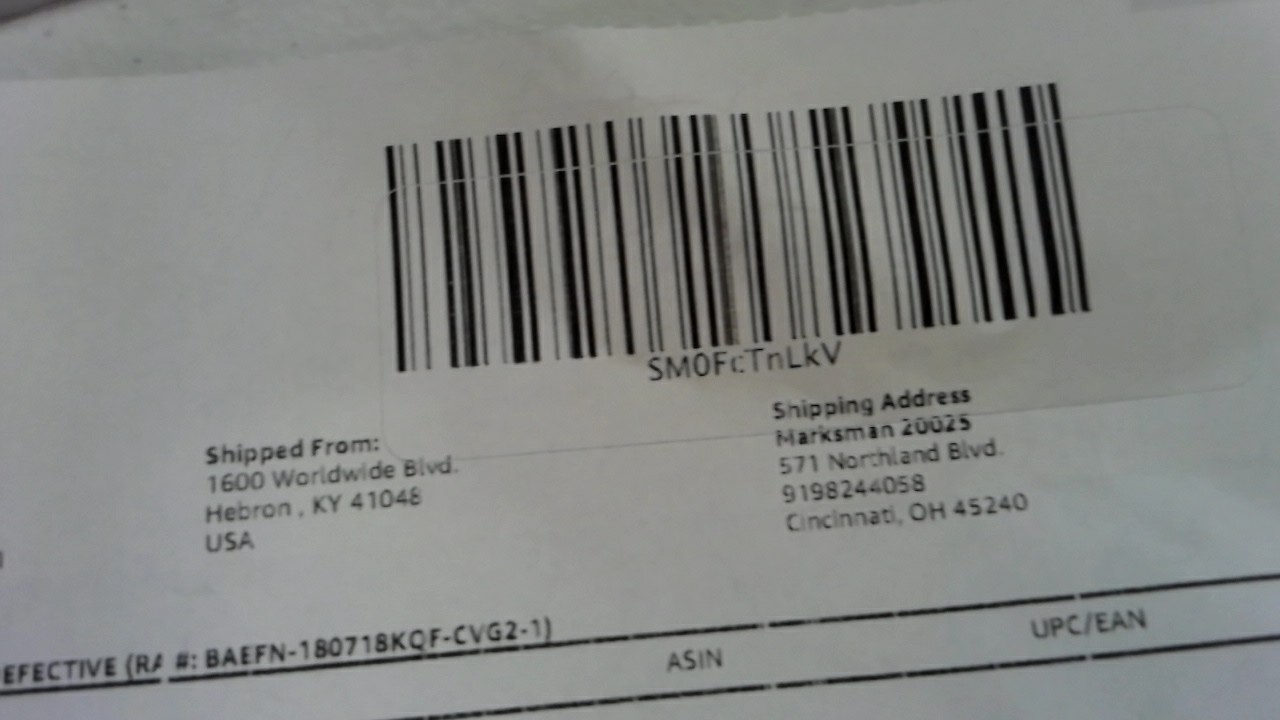 SM0FcTnLkV
Shipped From:
1600 Worldwide Blvd.
Hebron , KY 41048
USA
Shipping Address
Marksman 20025
571 Northland Blvd.
9198244058
Cincinnati, OH 45240
EFECTIVE (RA #: BAEFN-180718KQF-CVG2-1)
ASIN
UPC/EAN